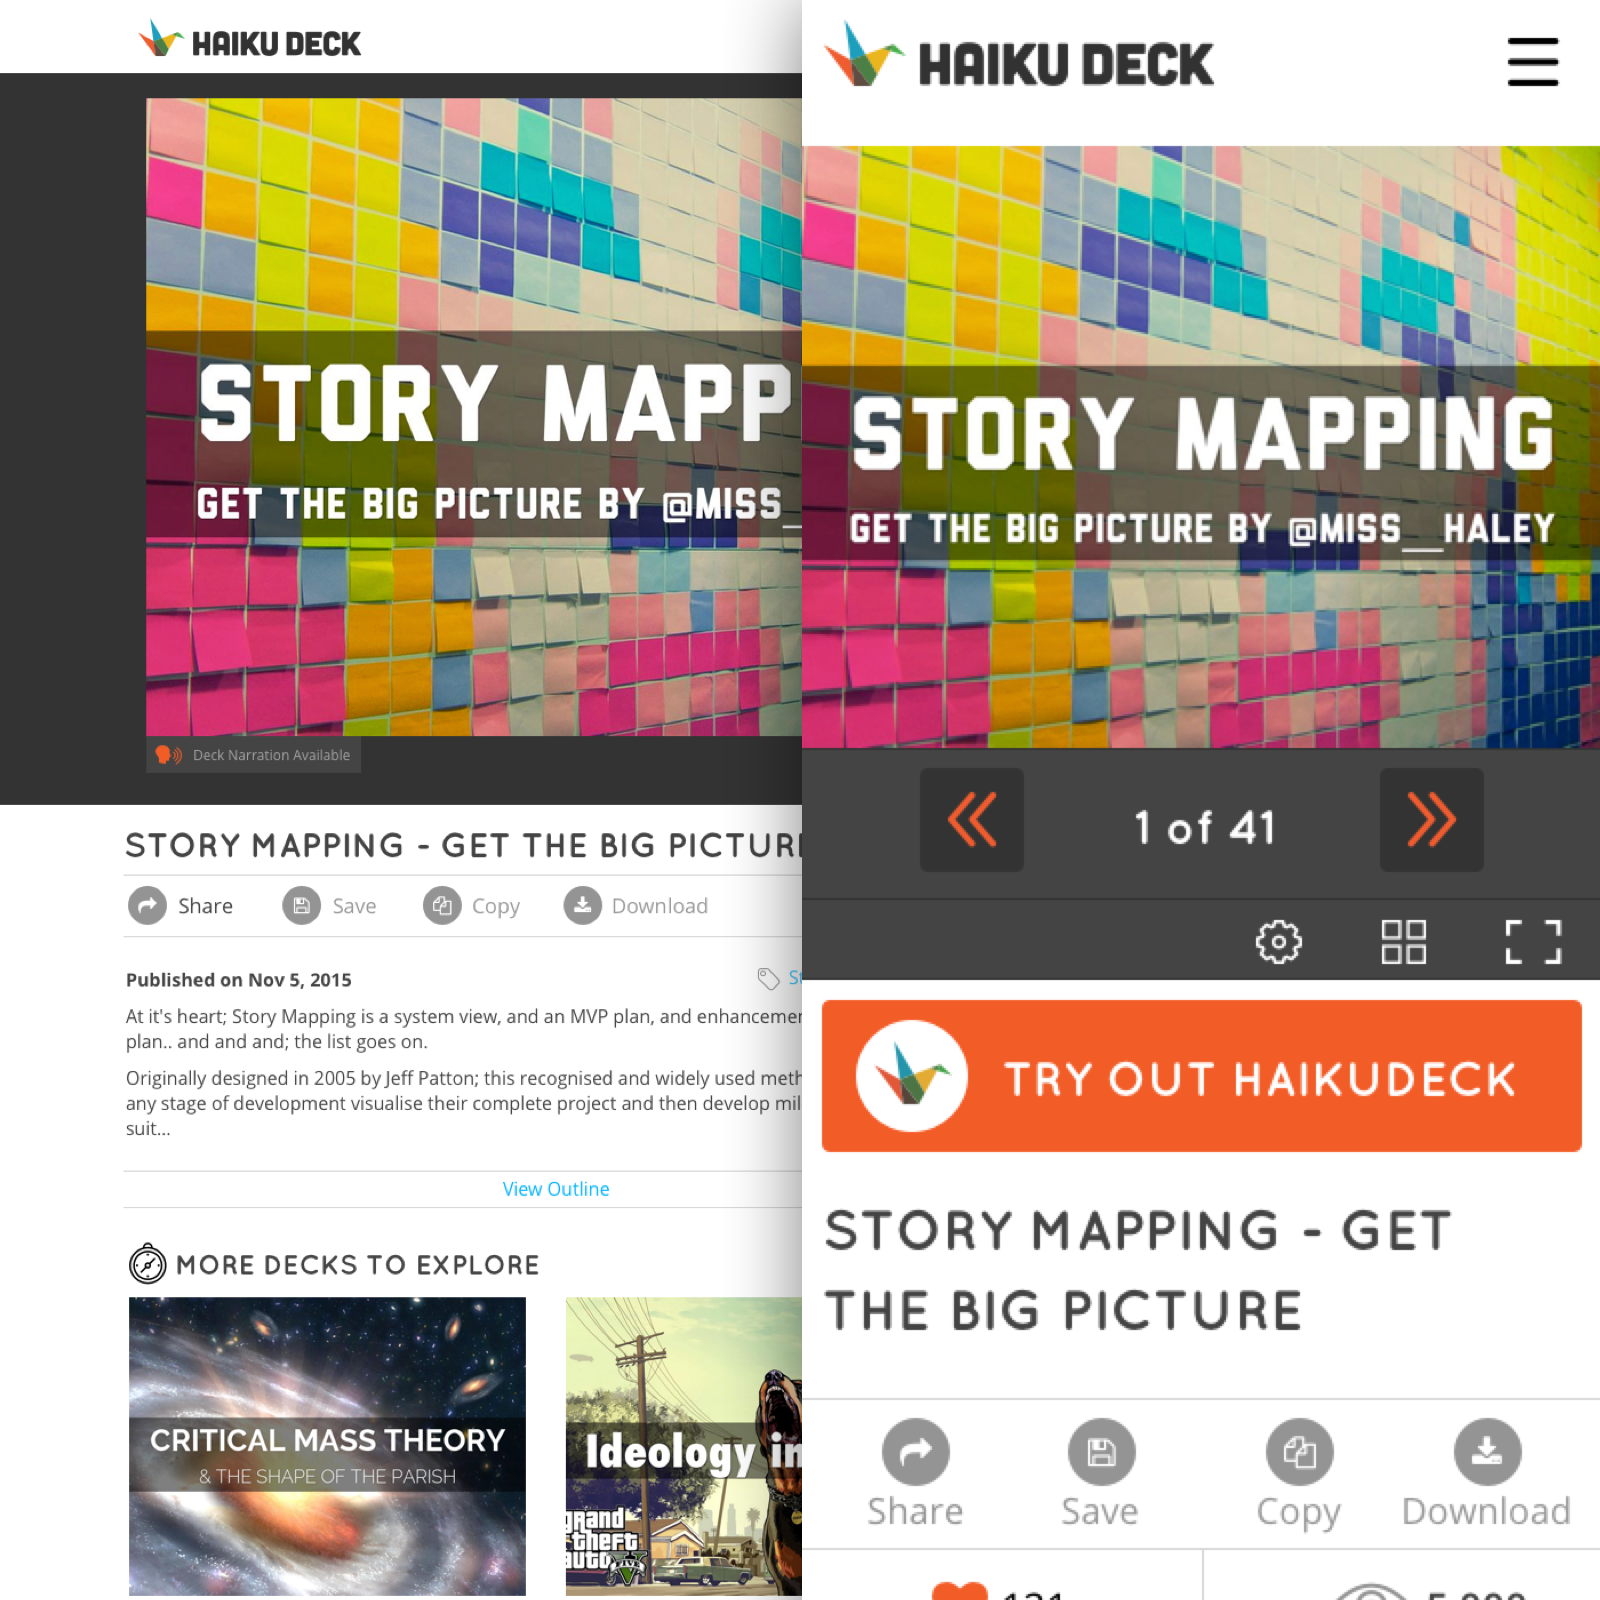 HAIKU DECK
STORY MAPP
GET THE BIG PICTURE BY @MISS_
Deck Narration Available
STORY MAPPING - GET THE BIG PICTUR
Share
Save
Copy
Download
Published on Nov 5, 2015
St
At it's heart; Story Mapping is a system view, and an MVP plan, and enhancemen
plan.. and and and; the list goes on.
Originally designed in 2005 by Jeff Patton; this recognised and widely used meth
any stage of development visualise their complete project and then develop mil
suit...
View Outline
MORE DECKS TO EXPLORE
CRITICAL MASS THEORY
& THE SHAPE OF THE PARISH
Ideology in
grand
theft
auto
FIVE
HAIKU DECK
STORY MAPPING
GET THE BIG PICTURE BY @MISS__HALEY
1 of 41
TRY OUT HAIKUDECK
STORY MAPPING - GET
THE BIG PICTURE
Share
Save
Copy
Download